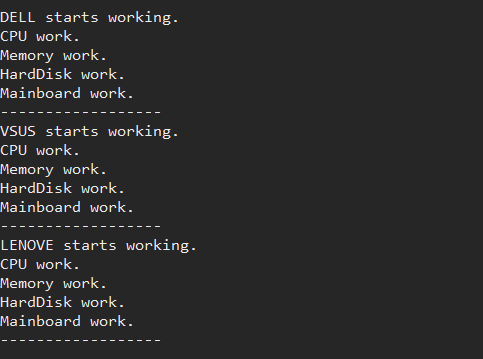 DELL starts working.
CPU work.
Memory work.
HardDisk work.
Mainboard work.
------------------
VSUS starts working.
CPU work.
Memory work.
HardDisk work.
Mainboard work.
------------------
LENOVE starts working.
CPU work.
Memory work.
HardDisk work.
Mainboard work.
------------------